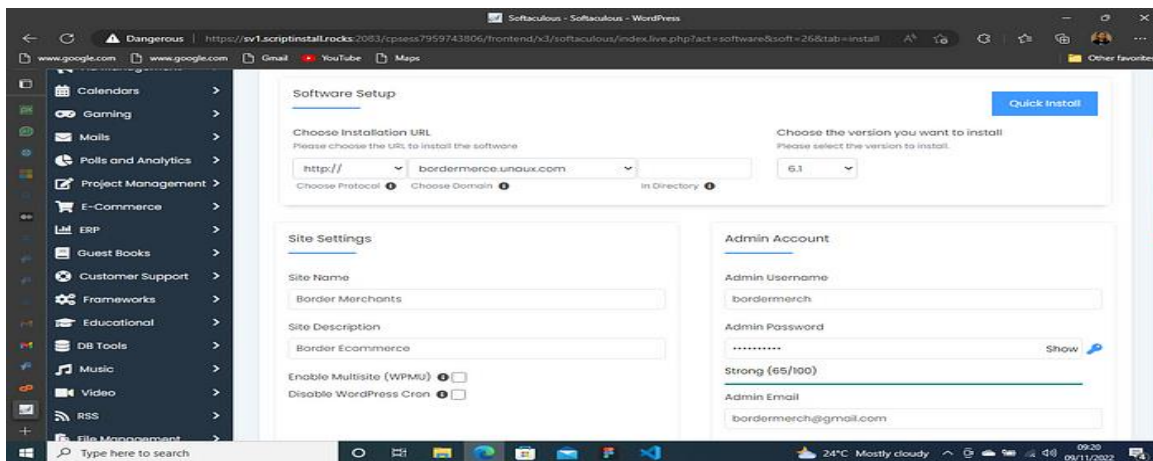 Softaculous - Softaculous - WordPress
Dangerous | https://sv1.scriptinstall.rocks:2083/cpsess7959743806/frontend/x3/softaculous/index.live.php?act=software&soft=26&tab=install
www.google.com www.google.com Gmail YouTube Maps Other favorites
Calendars
Gaming
Mails
Polls and Analytics
Project Management
E-Commerce
ERP
Guest Books
Customer Support
Frameworks
Educational
DB Tools
Music
Video
RSS
File Management
Software Setup
Quick Install
Choose Installation URL
Please choose the URL to install the software
http:// bordermerce.unaux.com
Choose Protocol Choose Domain In Directory
Choose the version you want to install
Please select the version to install.
6.1
Site Settings
Site Name
Border Merchants
Site Description
Border Ecommerce
Enable Multisite (WPMU)
Disable WordPress Cron
Admin Account
Admin Username
bordermerch
Admin Password
Show
Strong (65/100)
Admin Email
bordermerch@gmail.com
Type here to search
24°C Mostly cloudy
09:20
09/11/2022